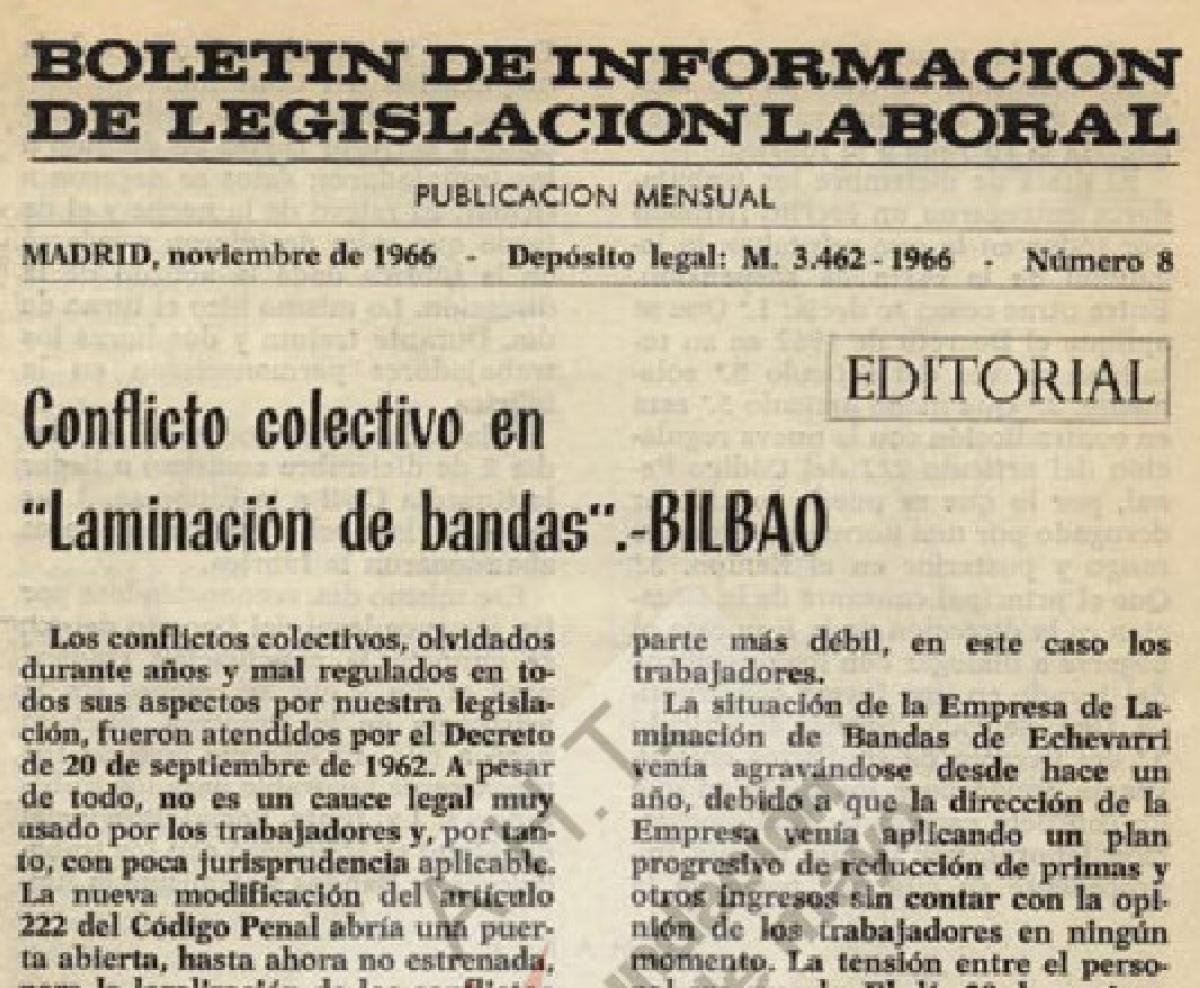 BOLETIN DE INFORMACION
DE LEGISLACION LABORAL
PUBLICACION MENSUAL
MADRID, noviembre de 1966 - Depósito legal: M. 3.462 - 1966 - Número 8
EDITORIAL
Conflicto colectivo en
"Laminación de bandas".-BILBAO
Los conflictos colectivos, olvidados
durante años y mal regulados en to-
dos sus aspectos por nuestra legisla-
ción, fueron atendidos por el Decreto
de 20 de septiembre de 1962. A pesar
de todo, no es un cauce legal muy
usado por los trabajadores y, por tan-
to, con poca jurisprudencia aplicable.
La nueva modificación del artículo
222 del Código Penal abría una puer-
ta abierta, hasta ahora no estrenada,
parte más débil, en este caso los
trabajadores.
La situación de la Empresa de La-
minación de Bandas de Echevarri
venía agravándose desde hace un
año, debido a que la dirección de la
Empresa venía aplicando un plan
progresivo de reducción de primas y
otros ingresos sin contar con la opi-
nión de los trabajadores en ningún
momento. La tensión entre el perso-
A.H.T.